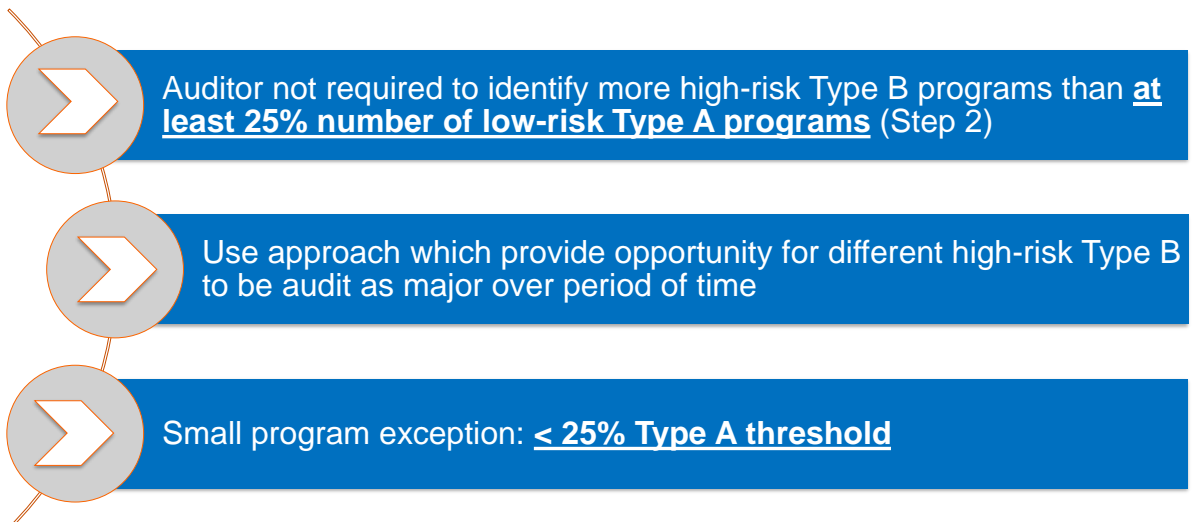 Auditor not required to identify more high-risk Type B programs than at
least 25% number of low-risk Type A programs (Step 2)
Use approach which provide opportunity for different high-risk Type B
to be audit as major over period of time
Small program exception: < 25% Type A threshold